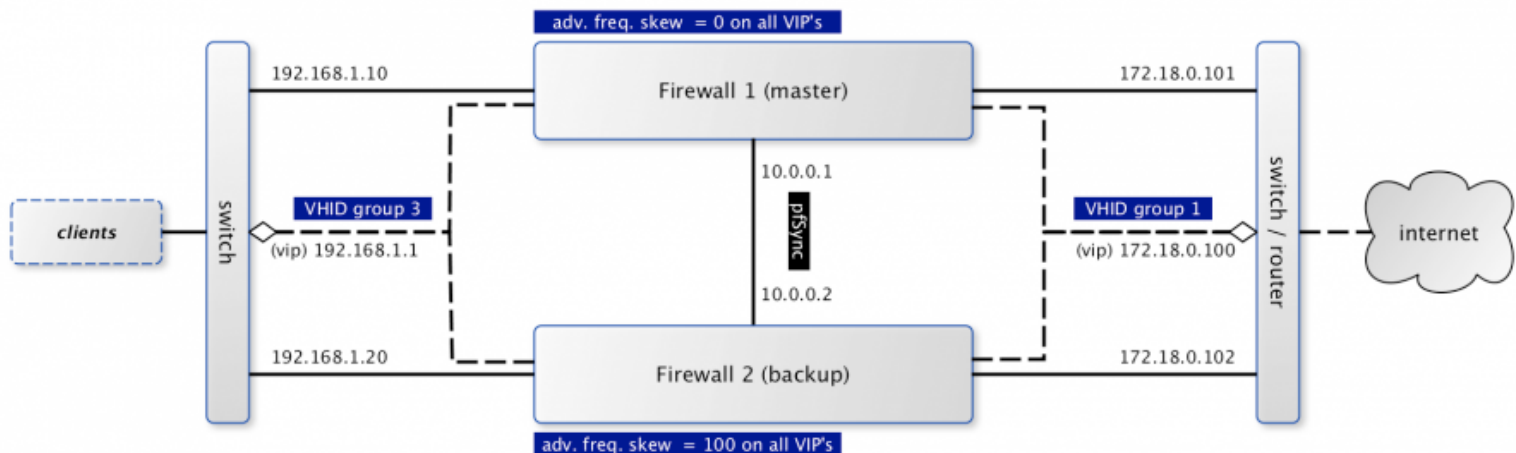 adv. freq. skew = 0 on all VIP's
192.168.1.10
Firewall 1 (master)
172.18.0.101
10.0.0.1
clients
switch
VHID group 3
(vip) 192.168.1.1
pfSync
VHID group 1
(vip) 172.18.0.100
switch / router
internet
10.0.0.2
192.168.1.20
Firewall 2 (backup)
172.18.0.102
adv. freq. skew = 100 on all VIP's